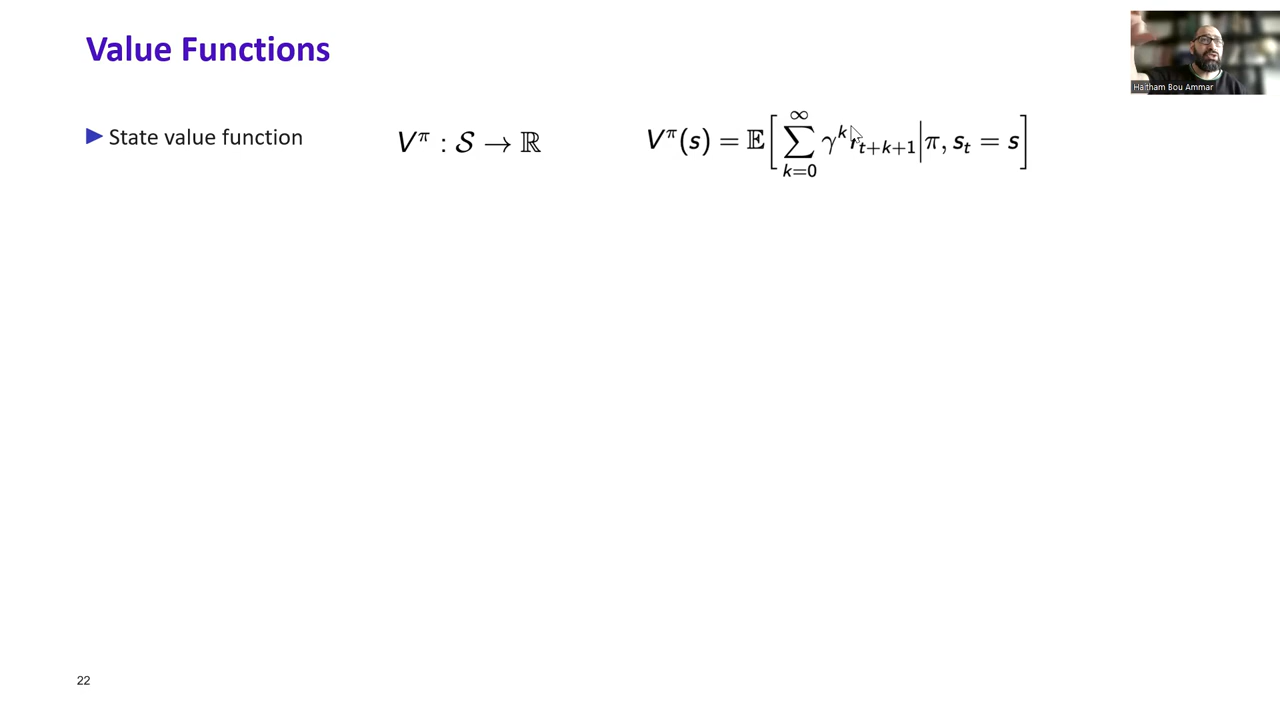 Value Functions
Haitham Bou Ammar
▶ State value function
V^π : 𝒮 → ℝ
V^π(s) = 𝔼[∑_{k=0}^{∞} γ^k r_{t+k+1} | π, s_t = s]
22